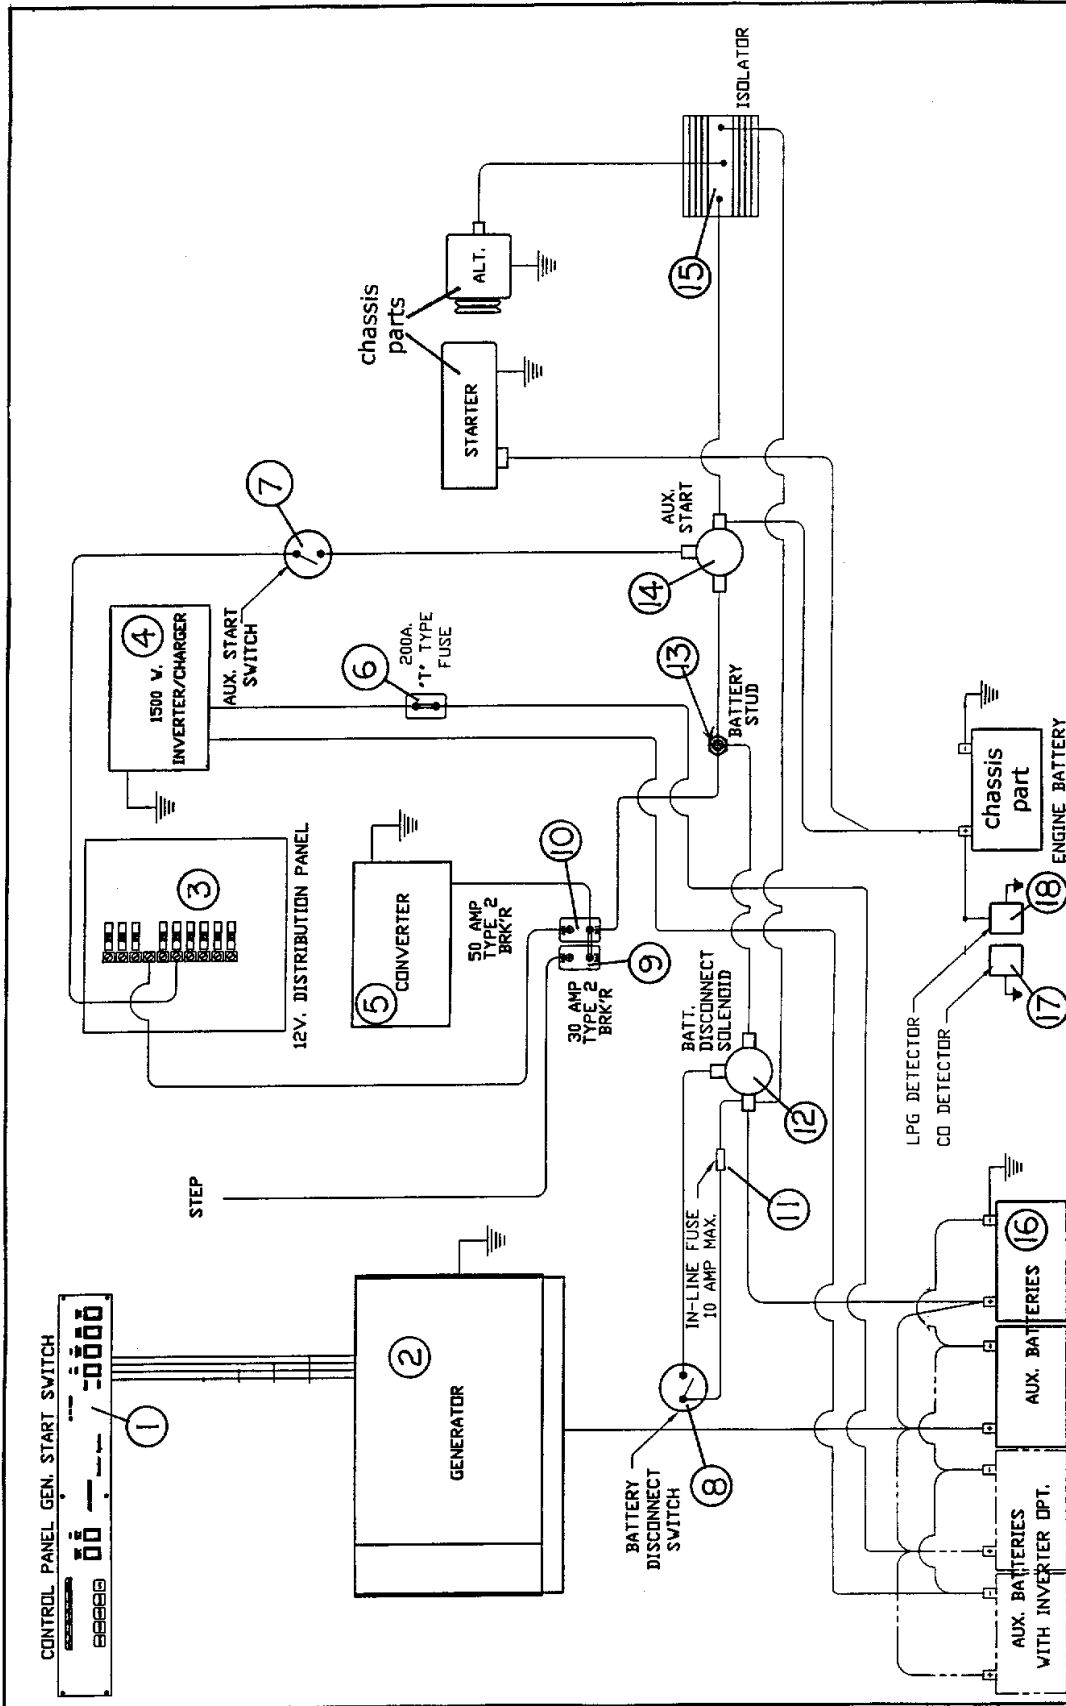 CONTROL PANEL GEN. START SWITCH
1
2
GENERATOR
STEP
3
12V. DISTRIBUTION PANEL
4
1500 W.
INVERTER/CHARGER
5
CONVERTER
AUX. START
SWITCH
7
6
200A.
"T" TYPE
FUSE
chassis
parts
STARTER
ALT.
50 AMP
TYPE 2
BRK'R
10
30 AMP
TYPE 2
BRK'R
9
BATTERY
DISCONNECT
SWITCH
8
IN-LINE FUSE
10 AMP MAX.
11
BATT.
DISCONNECT
SOLENOID
12
13
BATTERY
STUD
AUX.
START
14
15
ISOLATOR
LPG DETECTOR
CO DETECTOR
17
18
chassis
part
ENGINE BATTERY
+
-
AUX. BATTERIES
WITH INVERTER OPT.
+
-
+
-
AUX. BATTERIES
+
-
AUX. BATTERIES
16
+
-